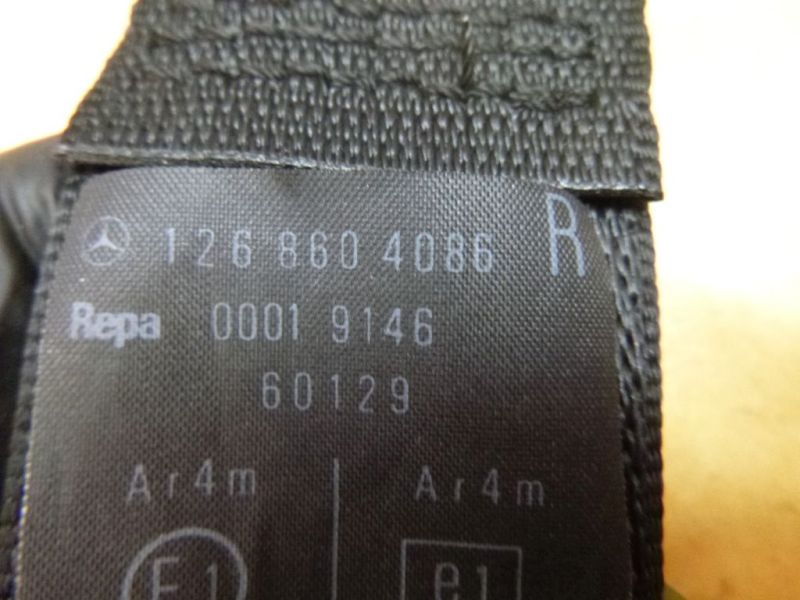 126 860 4086 R
Repa 0001 9146
60129
Ar4m Ar4m
E1 e1